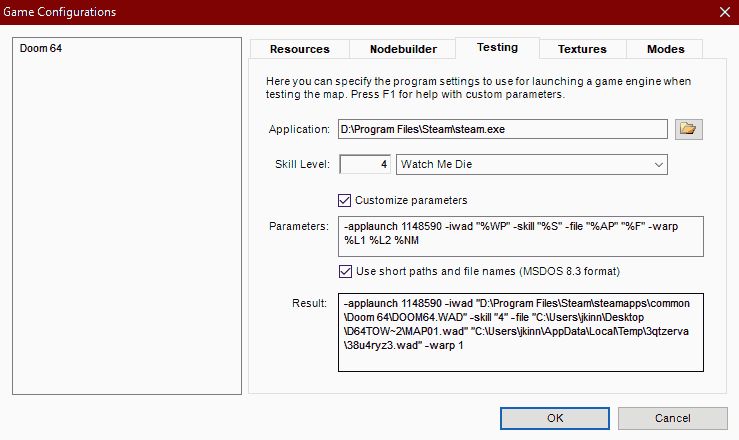 Game Configurations
Doom 64
Resources Nodebuilder Testing Textures Modes
Here you can specify the program settings to use for launching a game engine when
testing the map. Press F1 for help with custom parameters.
Application: D:\Program Files\Steam\steam.exe
Skill Level: 4 Watch Me Die
Customize parameters
Parameters: -applaunch 1148590 -iwad "%WP" -skill "%S" -file "%AP" "%F" -warp
%L1 %L2 %NM
Use short paths and file names (MSDOS 8.3 format)
Result: -applaunch 1148590 -iwad "D:\Program Files\Steam\steamapps\common
\Doom 64\DOOM64.WAD" -skill "4" -file "C:\Users\jkinn\Desktop
\D64TOW~2\MAP01.wad" "C:\Users\jkinn\AppData\Local\Temp\3qtzerva
\38u4ryz3.wad" -warp 1
OK Cancel